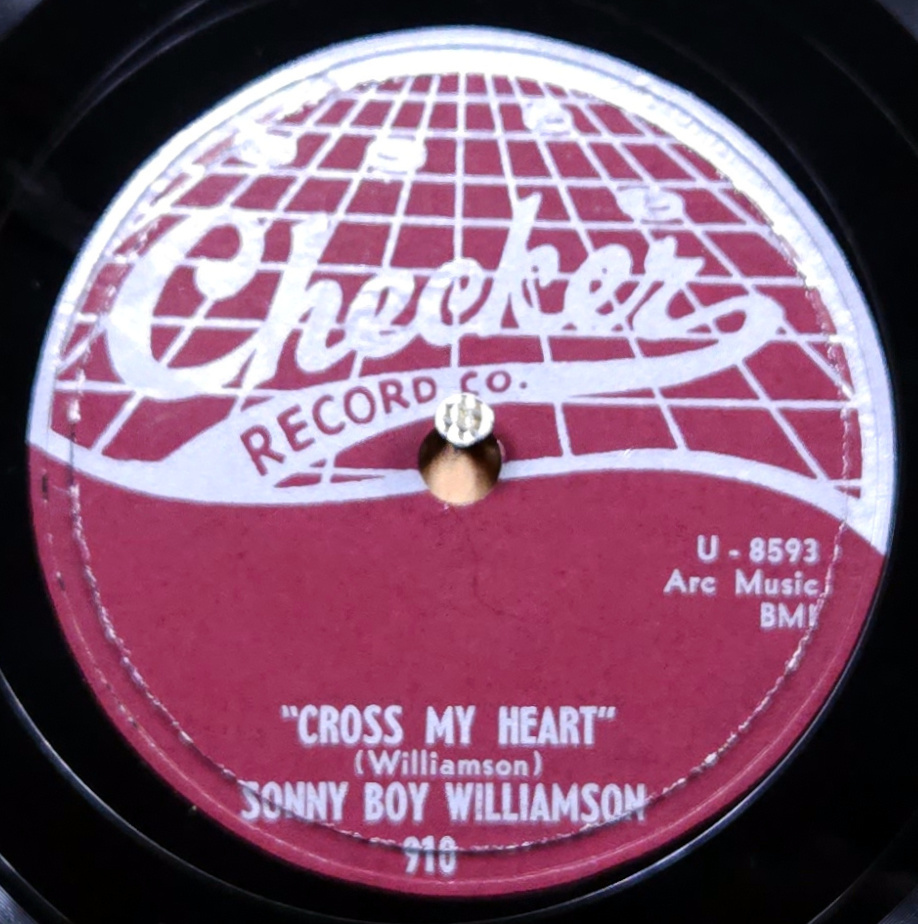 Checker
RECORD CO.
U - 8593
Arc Music
BMI
"CROSS MY HEART"
(Williamson)
SONNY BOY WILLIAMSON
910